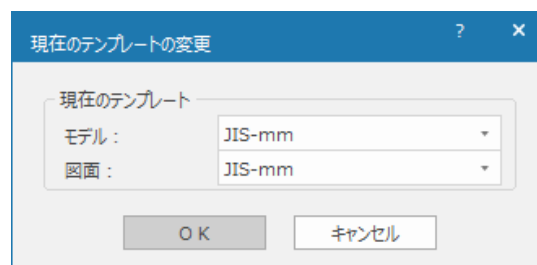 現在のテンプレートの変更 ? ×
現在のテンプレート
モデル : JIS-mm
図面 : JIS-mm
OK キャンセル